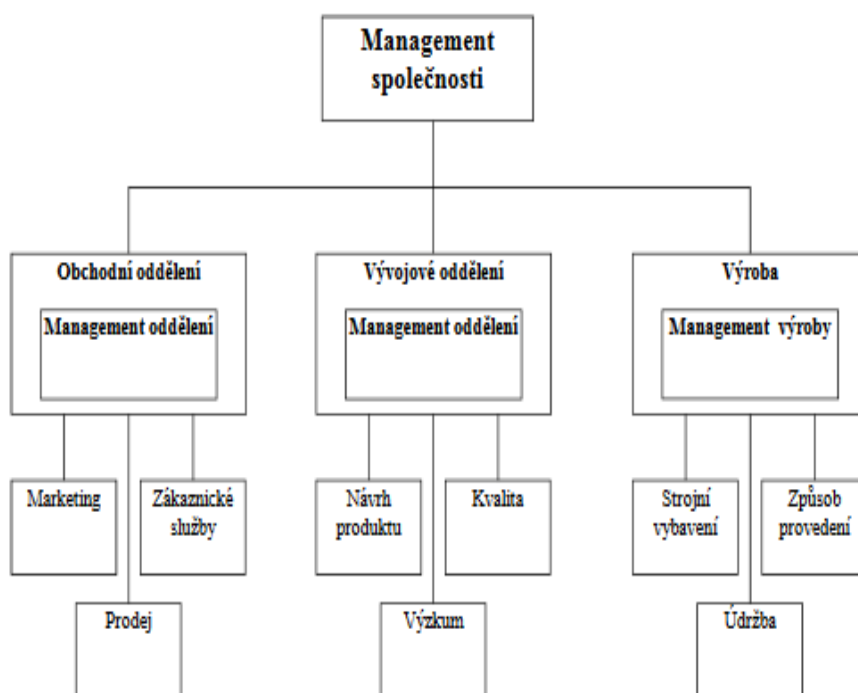 Management
společnosti
Obchodní oddělení
Management oddělení
Vývojové oddělení
Management oddělení
Výroba
Management výroby
Marketing
Zákaznické
služby
Prodej
Návrh
produktu
Kvalita
Výzkum
Strojní
vybavení
Způsob
provedení
Údržba